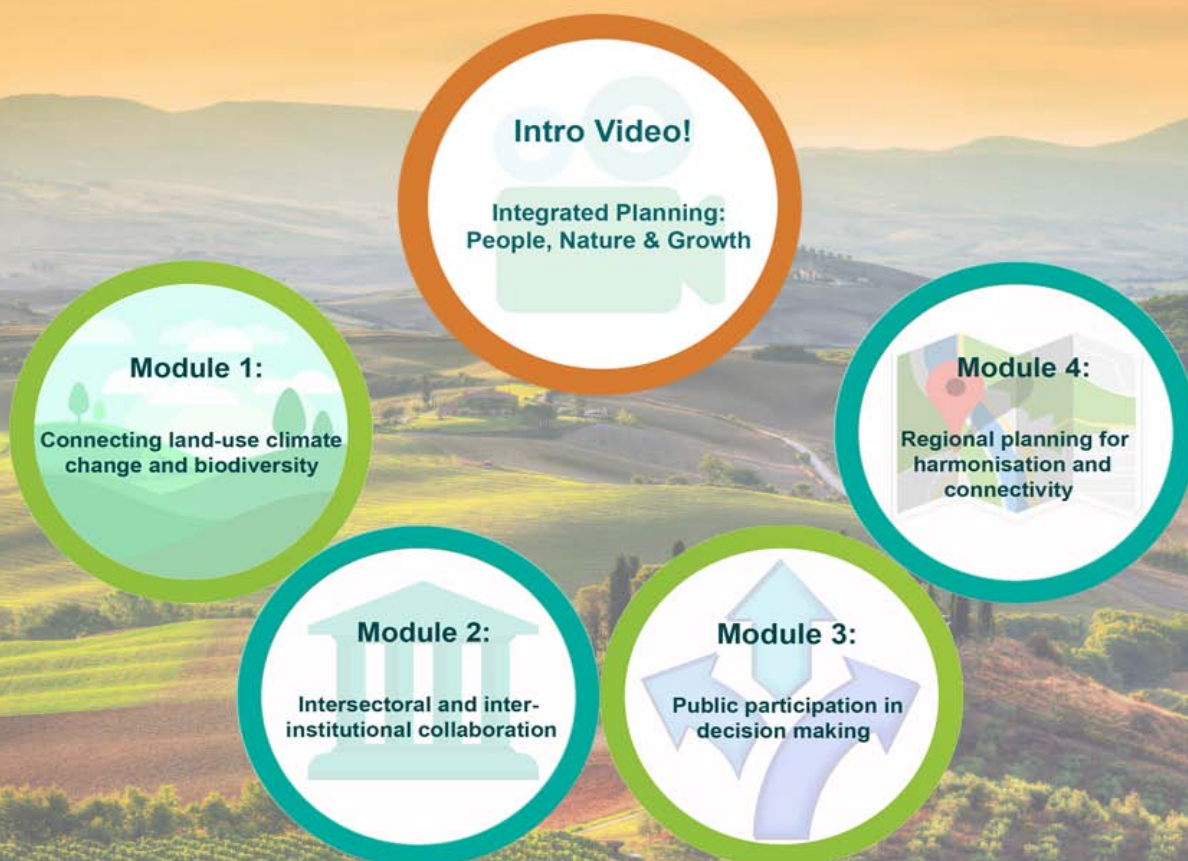 Intro Video!
Integrated Planning:
People, Nature & Growth
Module 1:
Connecting land-use climate
change and biodiversity
Module 2:
Intersectoral and inter-
institutional collaboration
Module 3:
Public participation in
decision making
Module 4:
Regional planning for
harmonisation and
connectivity